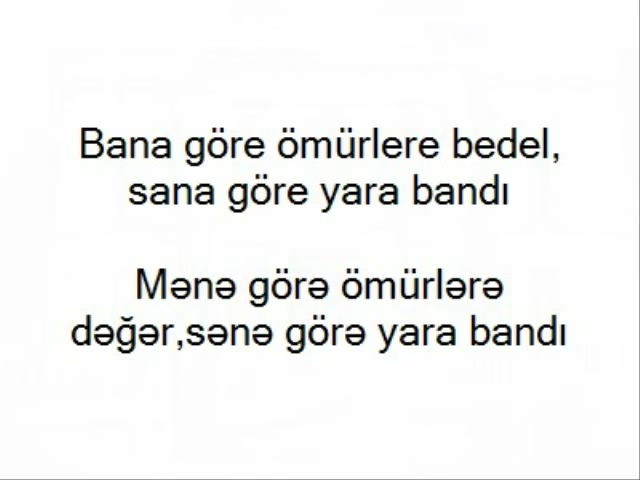 Bana göre ömürlere bedel,
sana göre yara bandı
Mənə görə ömürlərə
dəğər,sənə görə yara bandı